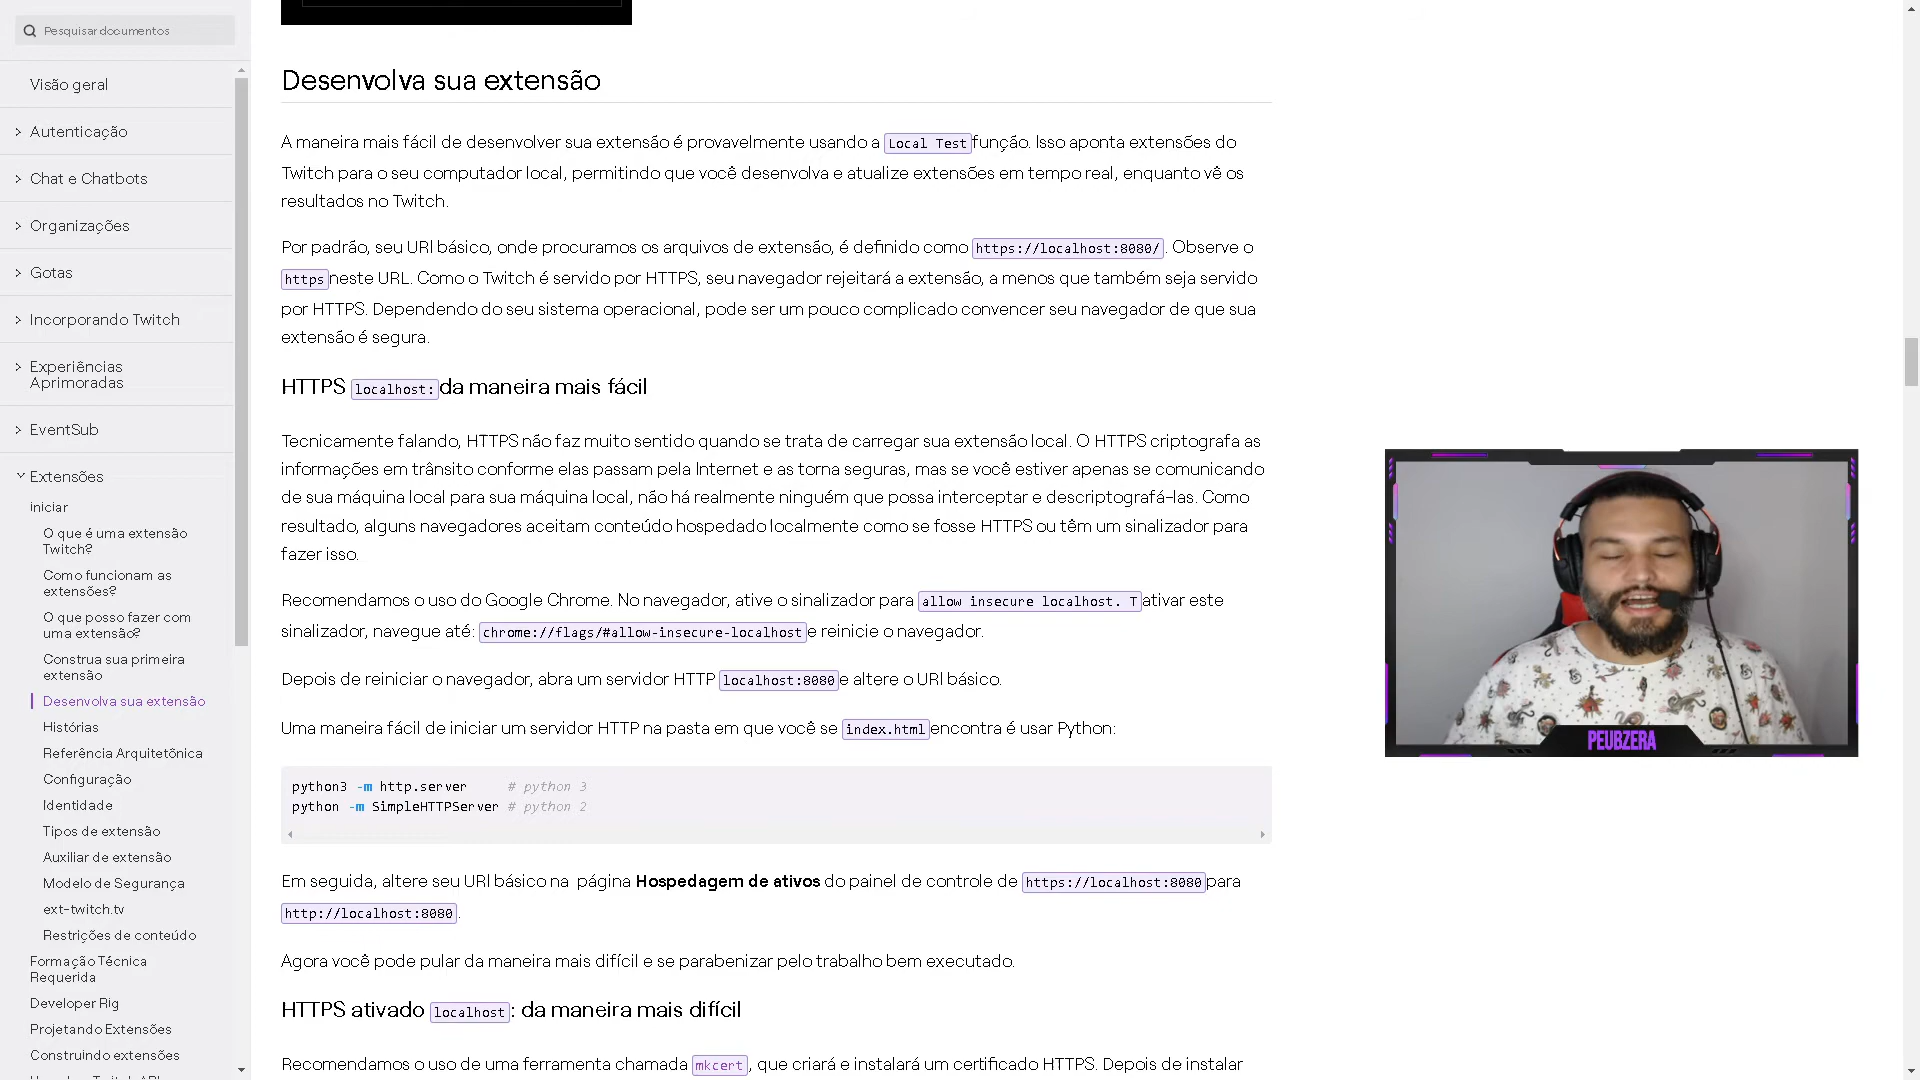 Pesquisar documentos
Visão geral
Autenticação
Chat e Chatbots
Organizações
Gotas
Incorporando Twitch
Experiências
Aprimoradas
EventSub
Extensões
Iniciar
O que é uma extensão
Twitch?
Como funcionam as
extensões?
O que posso fazer com
uma extensão?
Construa sua primeira
extensão
Desenvolva sua extensão
Histórias
Referência Arquitetônica
Configuração
Identidade
Tipos de extensão
Auxiliar de extensão
Modelo de Segurança
ext-twitch.tv
Restrições de conteúdo
Formação Técnica
Requerida
Developer Rig
Projetando Extensões
Construindo extensões
Desenvolva sua extensão
A maneira mais fácil de desenvolver sua extensão é provavelmente usando a Local Test função. Isso aponta extensões do
Twitch para o seu computador local, permitindo que você desenvolva e atualize extensões em tempo real, enquanto vê os
resultados no Twitch.
Por padrão, seu URI básico, onde procuramos os arquivos de extensão, é definido como https://localhost:8080/. Observe o
https neste URL. Como o Twitch é servido por HTTPS, seu navegador rejeitará a extensão, a menos que também seja servido
por HTTPS. Dependendo do seu sistema operacional, pode ser um pouco complicado convencer seu navegador de que sua
extensão é segura.
HTTPS localhost: da maneira mais fácil
Tecnicamente falando, HTTPS não faz muito sentido quando se trata de carregar sua extensão local. O HTTPS criptografa as
informações em trânsito conforme elas passam pela Internet e as torna seguras, mas se você estiver apenas se comunicando
de sua máquina local para sua máquina local, não há realmente ninguém que possa interceptar e descriptografá-las. Como
resultado, alguns navegadores aceitam conteúdo hospedado localmente como se fosse HTTPS ou têm um sinalizador para
fazer isso.
Recomendamos o uso do Google Chrome. No navegador, ative o sinalizador para allow insecure localhost. T ativar este
sinalizador, navegue até: chrome://flags/#allow-insecure-localhost e reinicie o navegador.
Depois de reiniciar o navegador, abra um servidor HTTP localhost:8080 e altere o URI básico.
Uma maneira fácil de iniciar um servidor HTTP na pasta em que você se index.html encontra é usar Python:
python3 -m http.server # python 3
python -m SimpleHTTPServer # python 2
Em seguida, altere seu URI básico na página Hospedagem de ativos do painel de controle de https://localhost:8080 para
http://localhost:8080.
Agora você pode pular da maneira mais difícil e se parabenizar pelo trabalho bem executado.
HTTPS ativado localhost: da maneira mais difícil
Recomendamos o uso de uma ferramenta chamada mkcert, que criará e instalará um certificado HTTPS. Depois de instalar
PEUBZERA